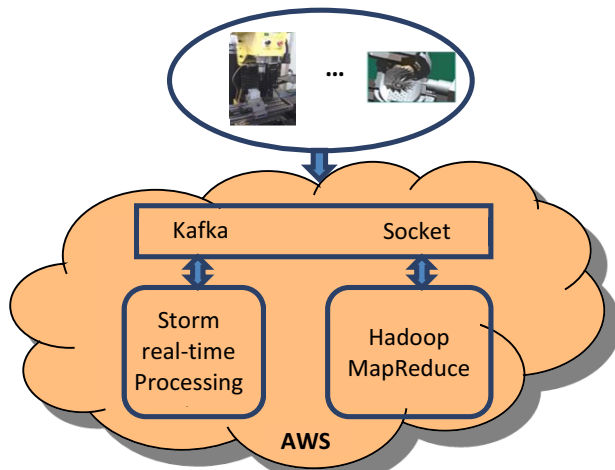 ...
Kafka Socket
Storm
real-time
Processing
Hadoop
MapReduce
AWS